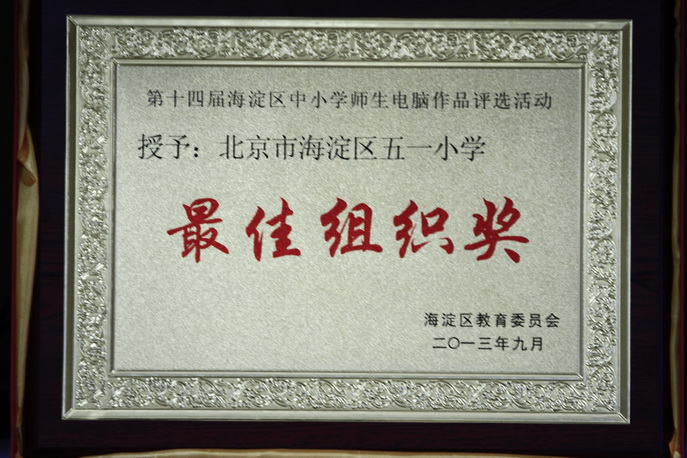 第十四届海淀区中小学师生电脑作品评选活动
授予：北京市海淀区五一小学
最佳组织奖
海淀区教育委员会
二〇一三年九月